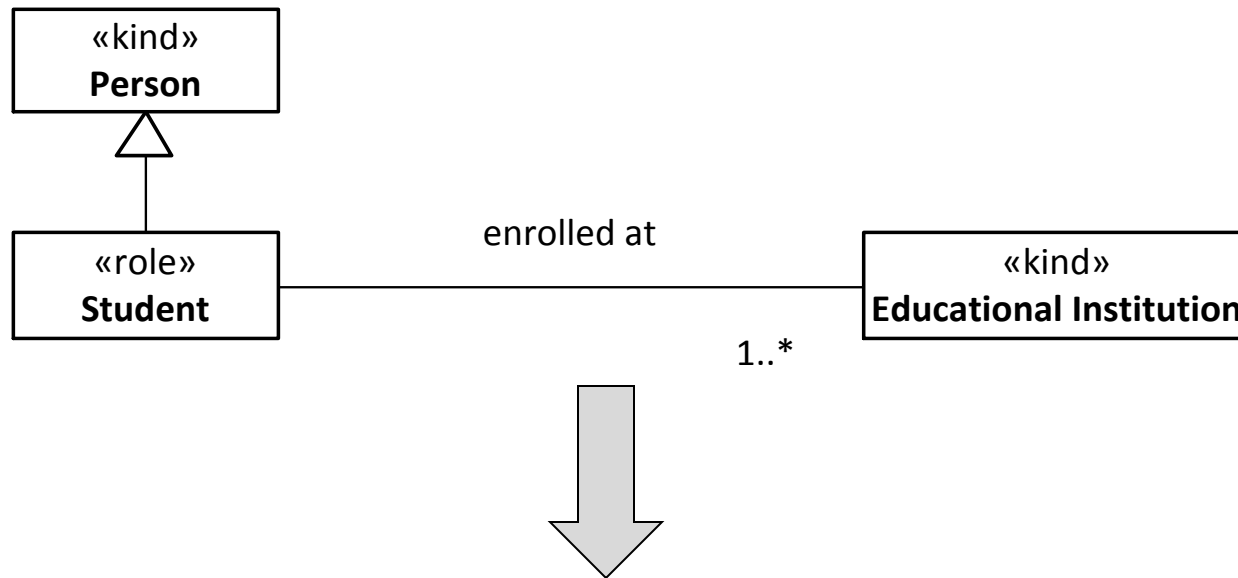 «kind»
Person
enrolled at
«role»
Student
«kind»
Educational Institution
1..*